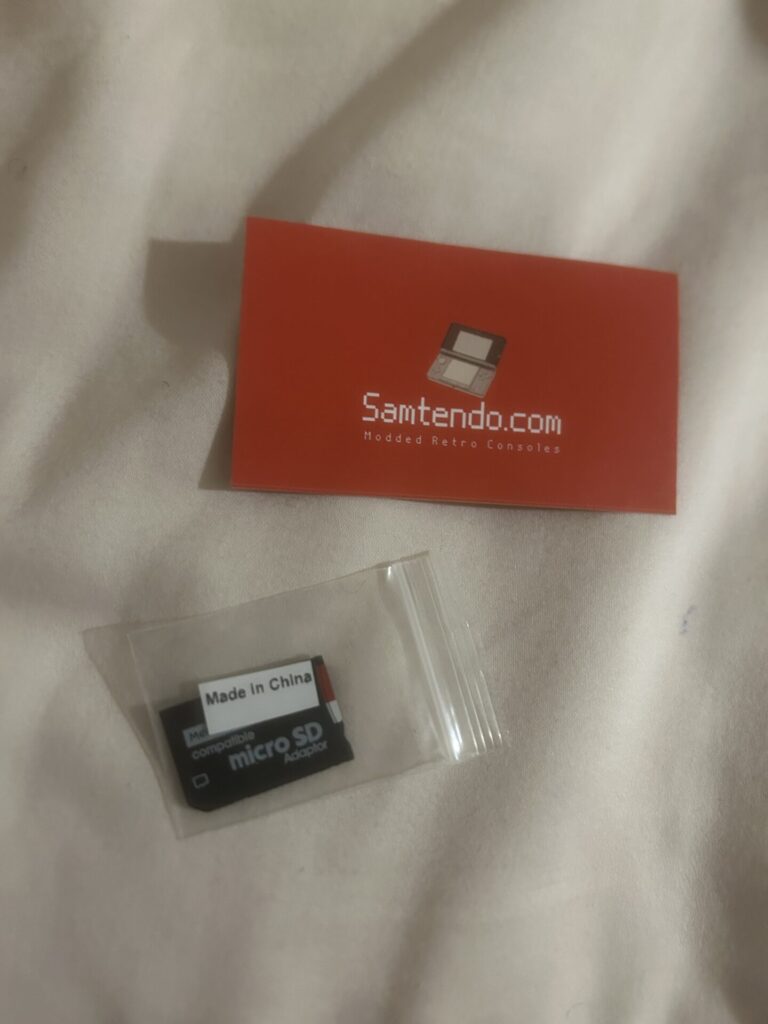 Samtendo.com
Modded Retro Consoles
Made in China
compatible
micro SD
Adaptor